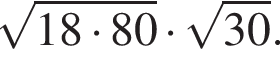 √18 · 80 · √30.